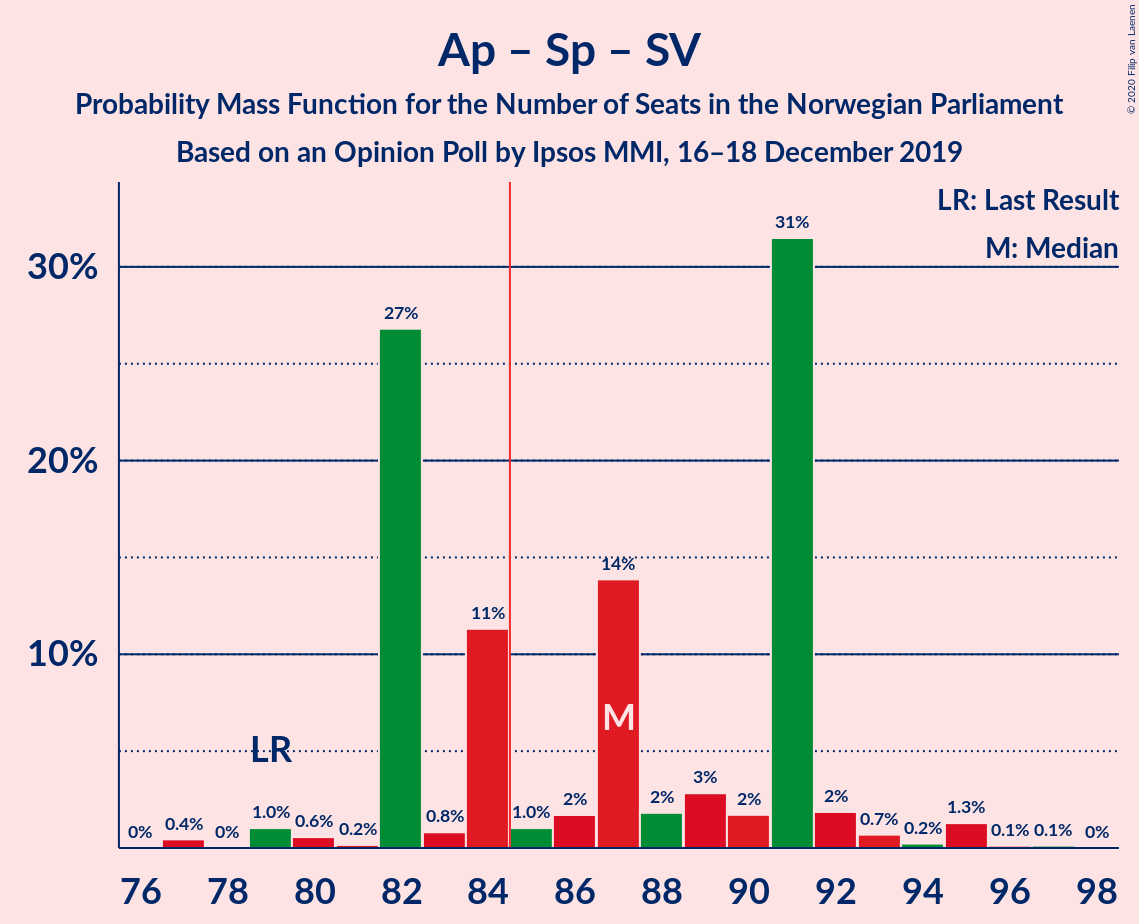 Ap – Sp – SV
Probability Mass Function for the Number of Seats in the Norwegian Parliament
Based on an Opinion Poll by Ipsos MMI, 16–18 December 2019
© 2020 Filip van Laenen
LR: Last Result
M: Median
30%
20%
10%
0%
0.4%
0%
1.0%
0.6%
0.2%
27%
0.8%
11%
1.0%
2%
14%
2%
3%
2%
31%
2%
0.7%
0.2%
1.3%
0.1%
0.1%
0%
LR
M
76 78 80 82 84 86 88 90 92 94 96 98